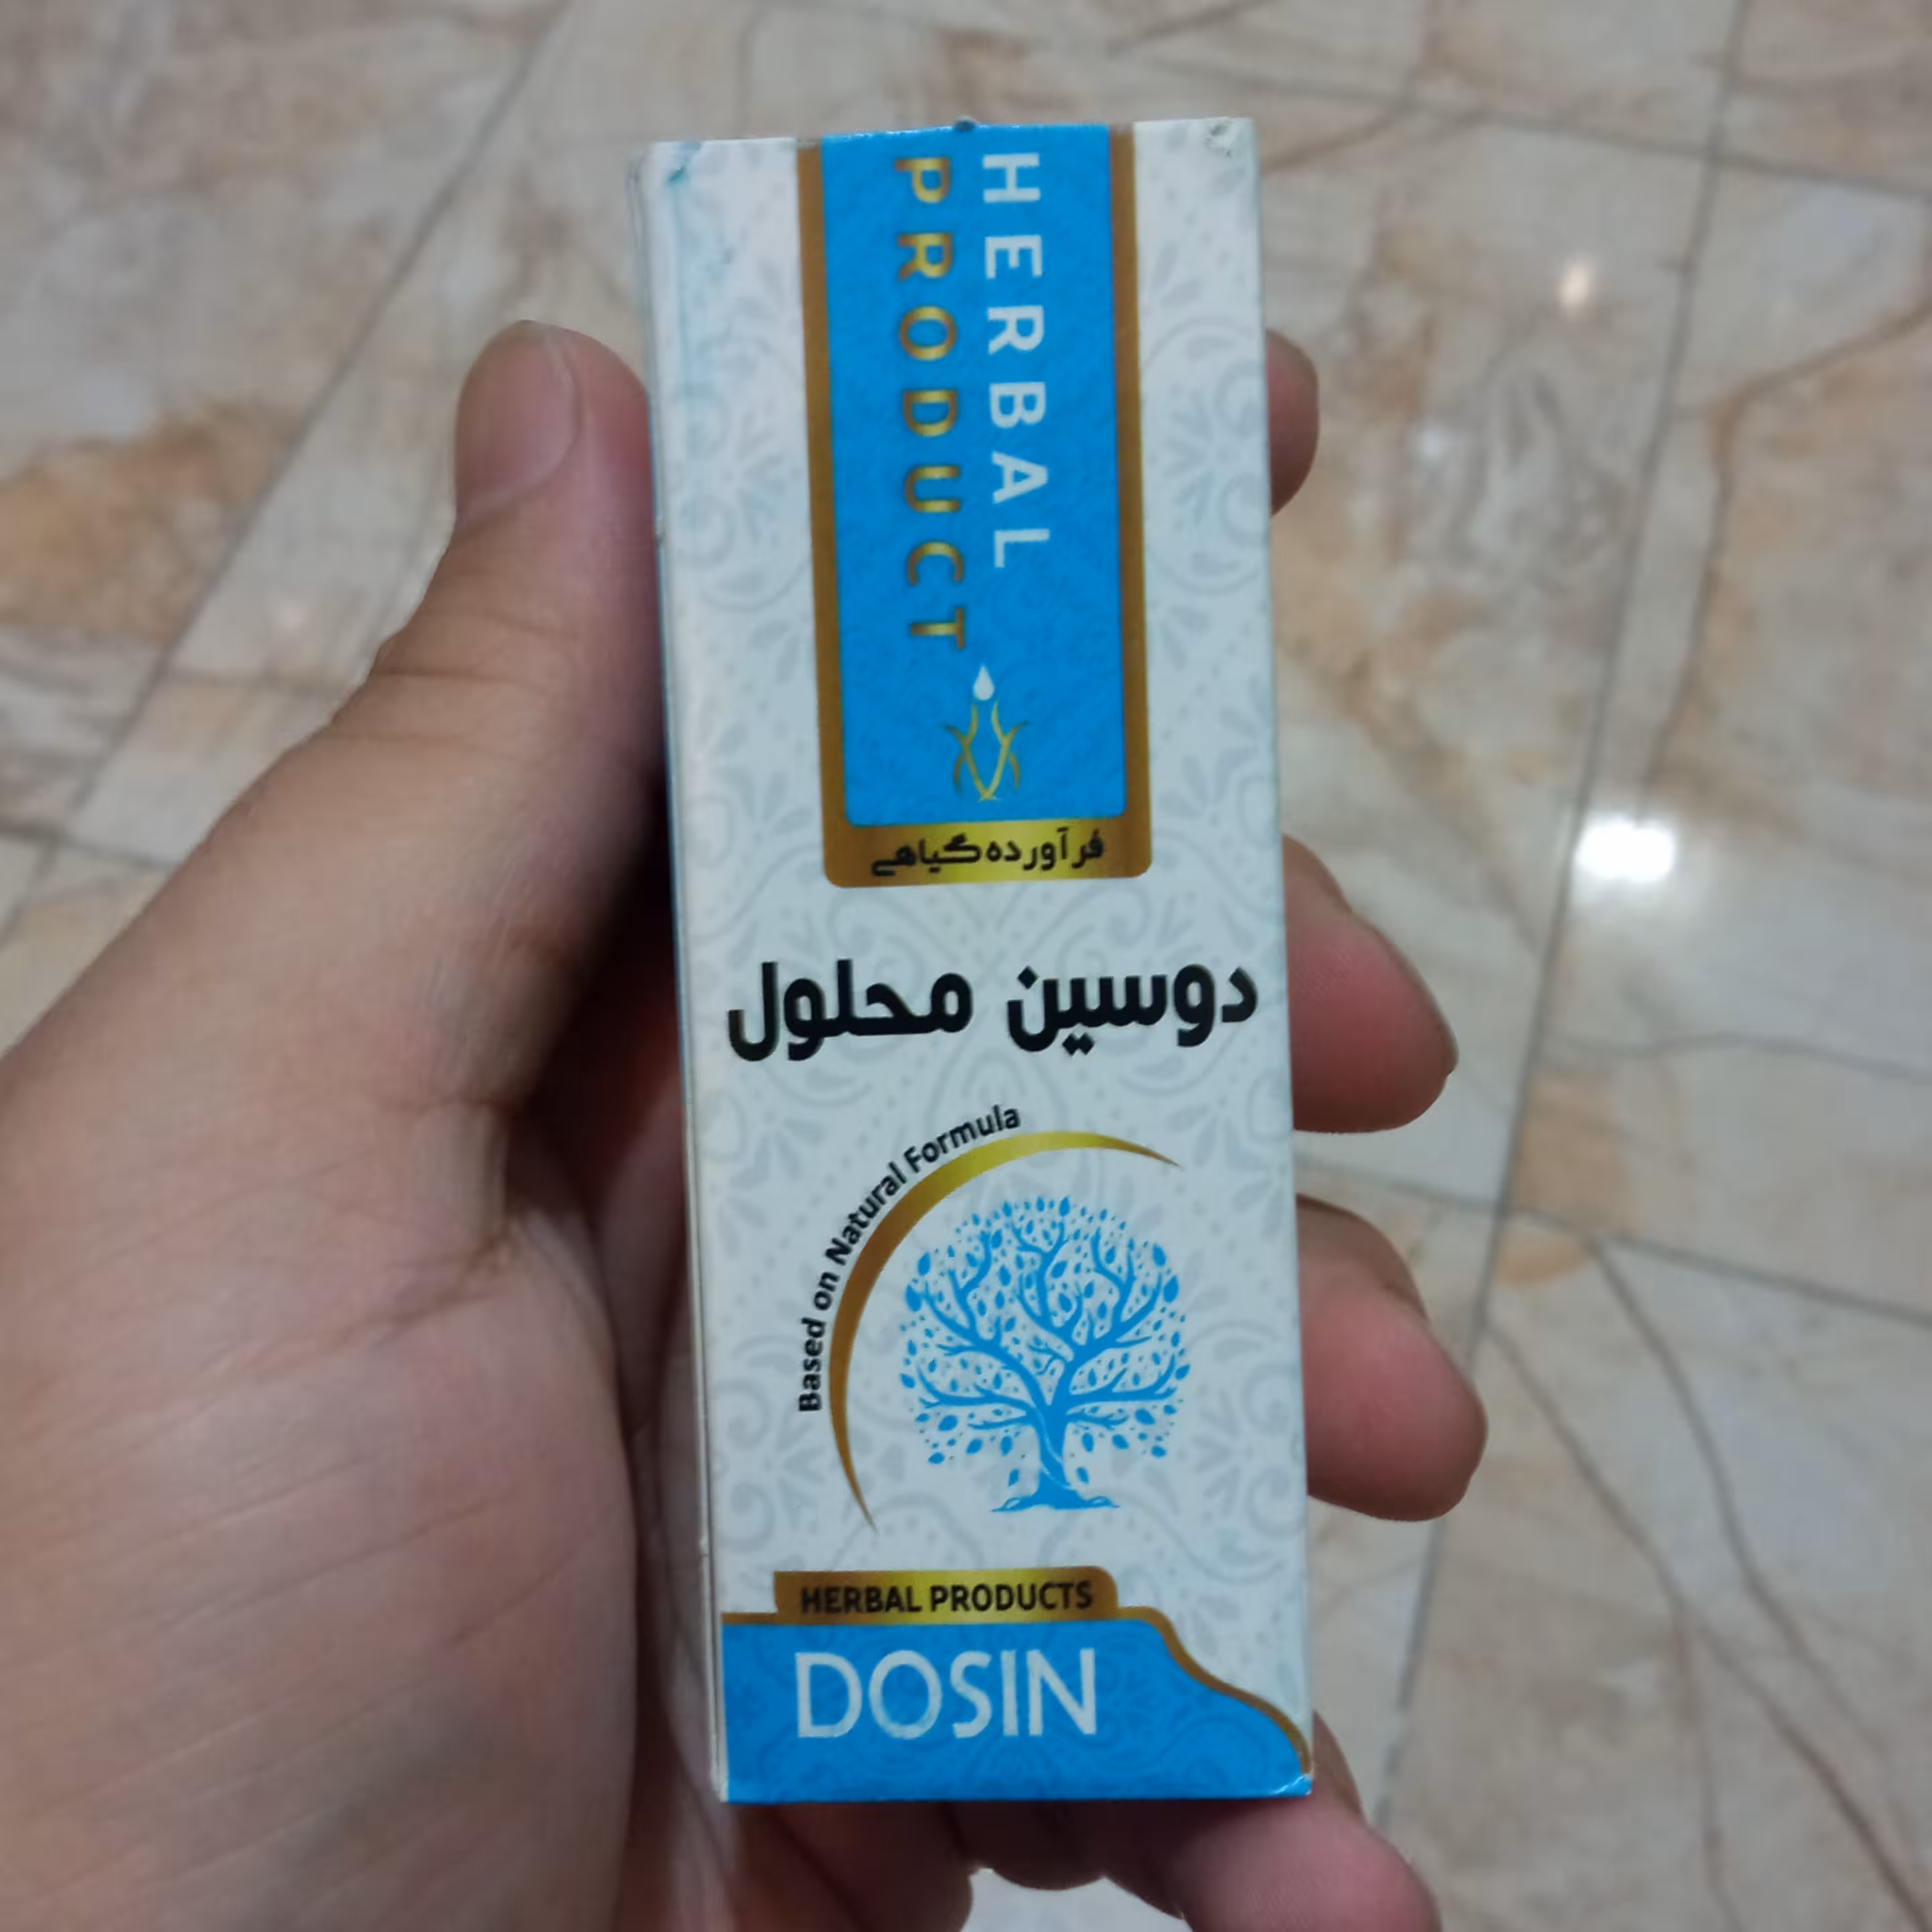 HERBAL
PRODUCT
فرآورده گیاهی
دوسین محلول
Based on Natural Formula
HERBAL PRODUCTS
DOSIN